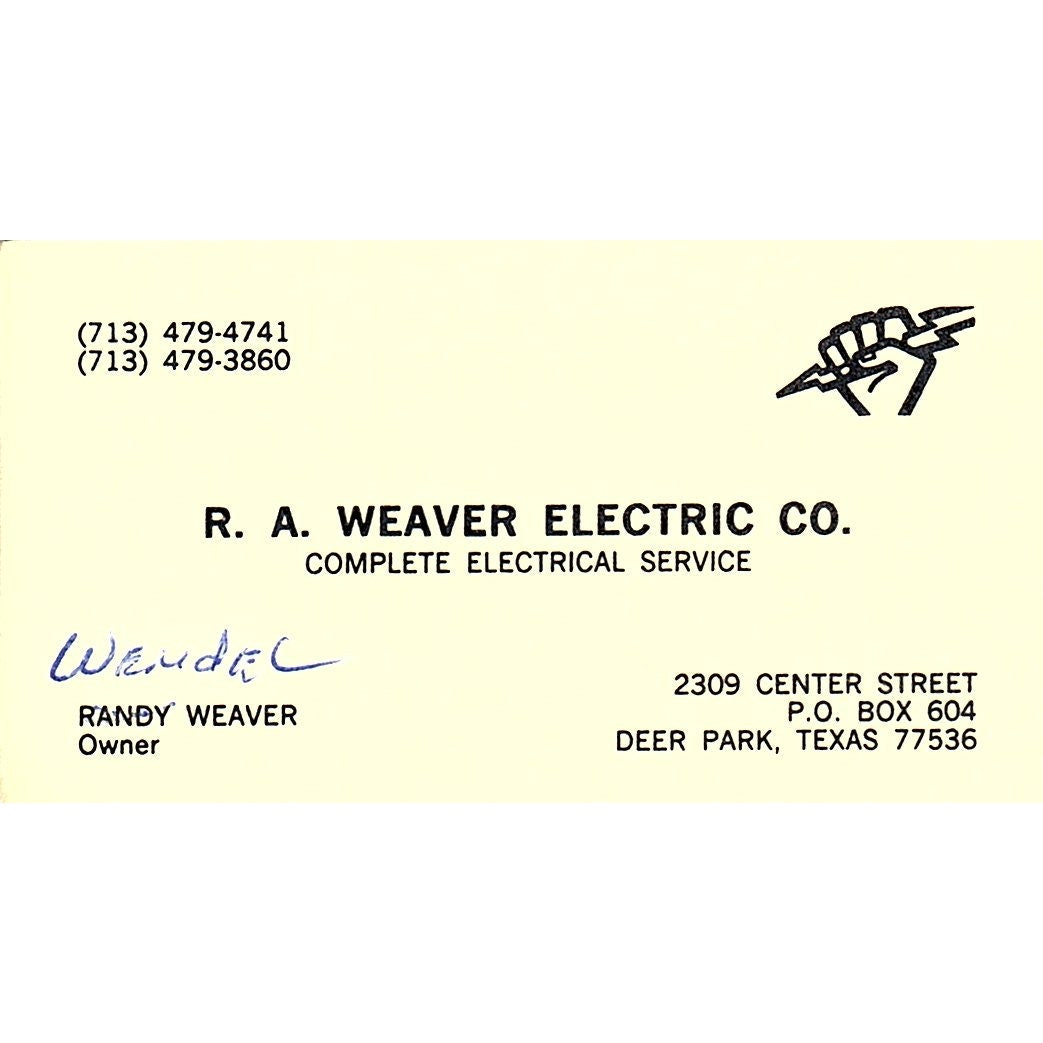 (713) 479-4741
(713) 479-3860
R. A. WEAVER ELECTRIC CO.
COMPLETE ELECTRICAL SERVICE
Wendel
RANDY WEAVER
Owner
2309 CENTER STREET
P.O. BOX 604
DEER PARK, TEXAS 77536